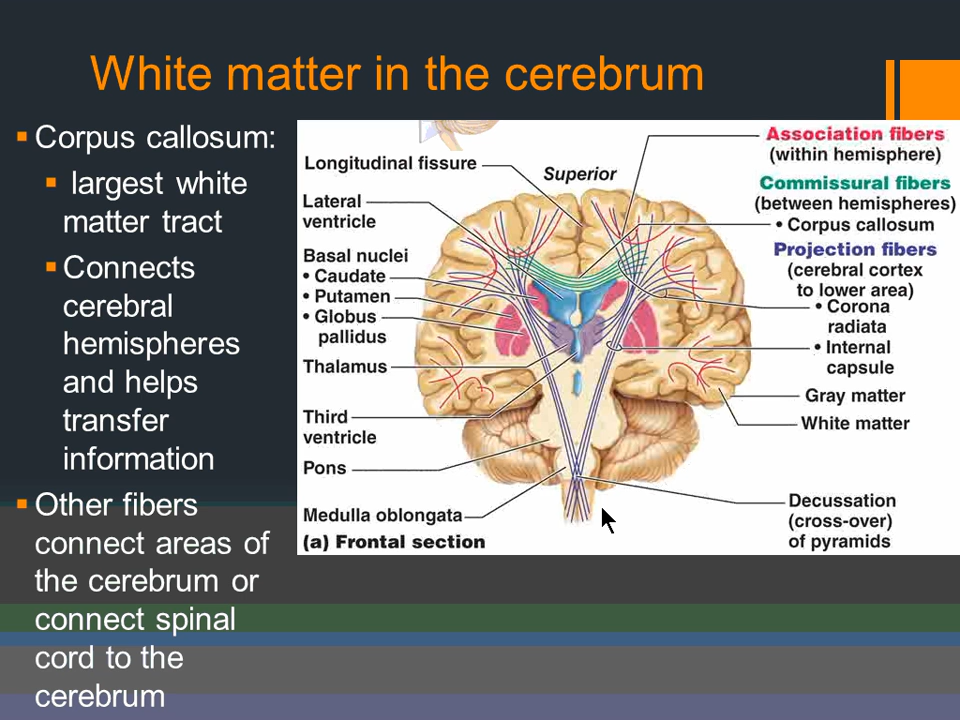 White matter in the cerebrum
▪ Corpus callosum:
▪ largest white
matter tract
▪ Connects
cerebral
hemispheres
and helps
transfer
information
▪ Other fibers
connect areas of
the cerebrum or
connect spinal
cord to the
cerebrum
Longitudinal fissure
Superior
Lateral
ventricle
Basal nuclei
• Caudate
• Putamen
• Globus
pallidus
Thalamus
Third
ventricle
Pons
Medulla oblongata
(a) Frontal section
Association fibers
(within hemisphere)
Commissural fibers
(between hemispheres)
• Corpus callosum
Projection fibers
(cerebral cortex
to lower area)
• Corona
radiata
• Internal
capsule
Gray matter
White matter
Decussation
(cross-over)
of pyramids